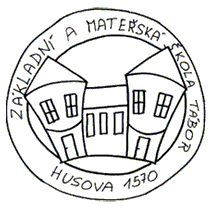 ZÁKLADNÍ A MATEŘSKÁ ŠKOLA TÁBOR
HUSOVA 1570